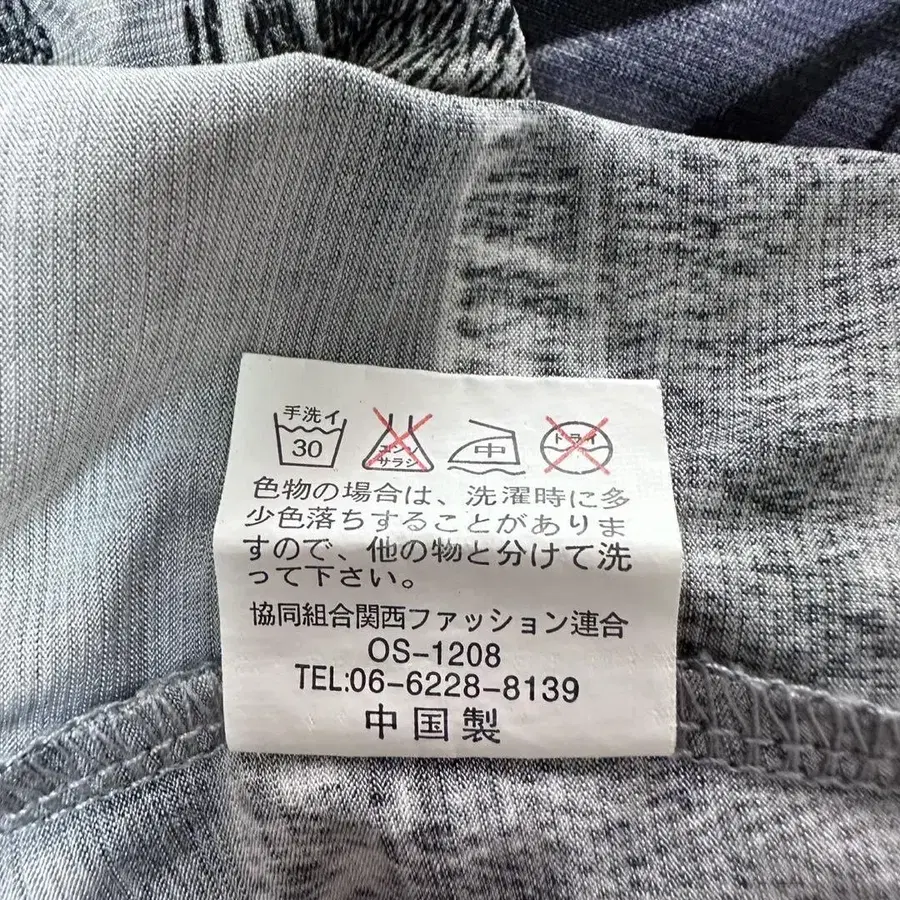 手洗イ
30
エンソ
サラシ
中
ドライ
色物の場合は、洗濯時に多
少色落ちすることがありま
すので、他の物と分けて洗
って下さい。
協同組合関西ファッション連合
OS-1208
TEL:06-6228-8139
中国製